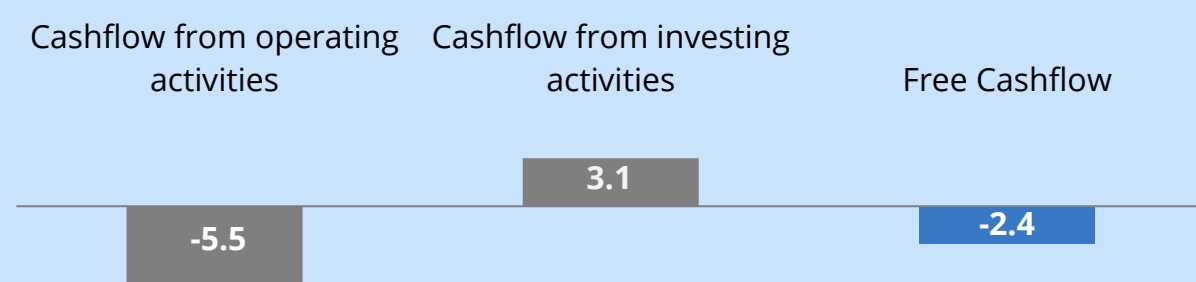 Cashflow from operating
activities
Cashflow from investing
activities
Free Cashflow
-5.5
3.1
-2.4